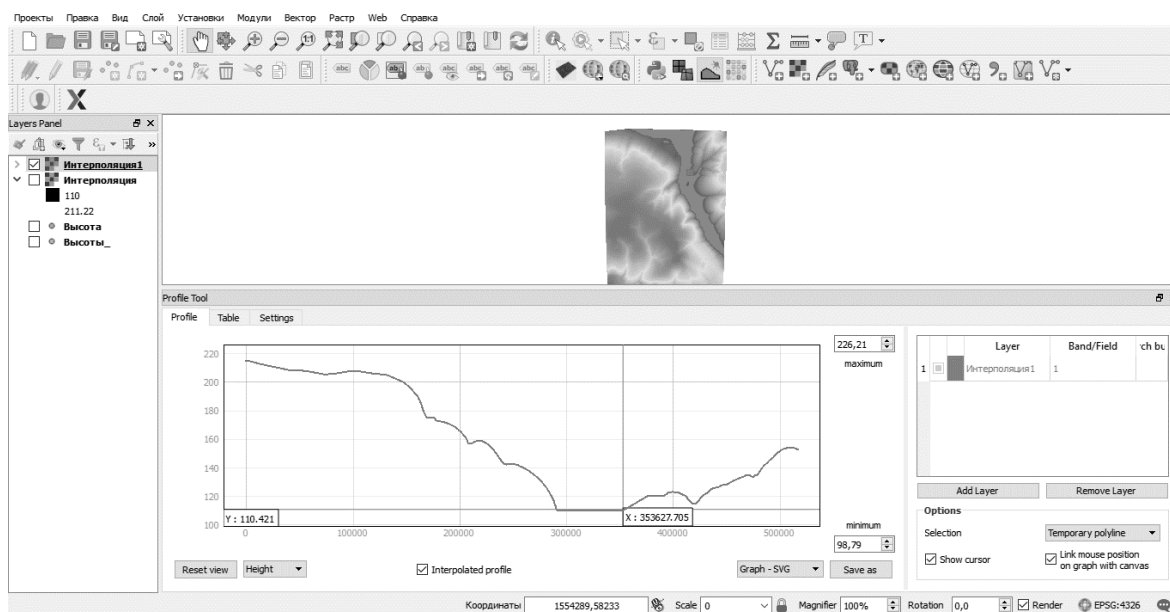 Проекты Правка Вид Слой Установки Модули Вектор Растр Web Справка
Layers Panel
Интерполяция1
Интерполяция
110
211.22
Высота
Высоты_
Profile Tool
Profile Table Settings
220
200
180
160
140
120
100
Y : 110.421
X : 353627.705
0 100000 200000 300000 400000 500000
226,21
maximum
minimum
98,79
Reset view Height Interpolated profile Graph - SVG Save as
Layer Band/Field :ch bu
1 Интерполяция1 1
Add Layer Remove Layer
Options
Selection Temporary polyline
Show cursor Link mouse position
on graph with canvas
Координаты 1554289,58233 Scale 0 Magnifier 100% Rotation 0,0 Render EPSG:4326